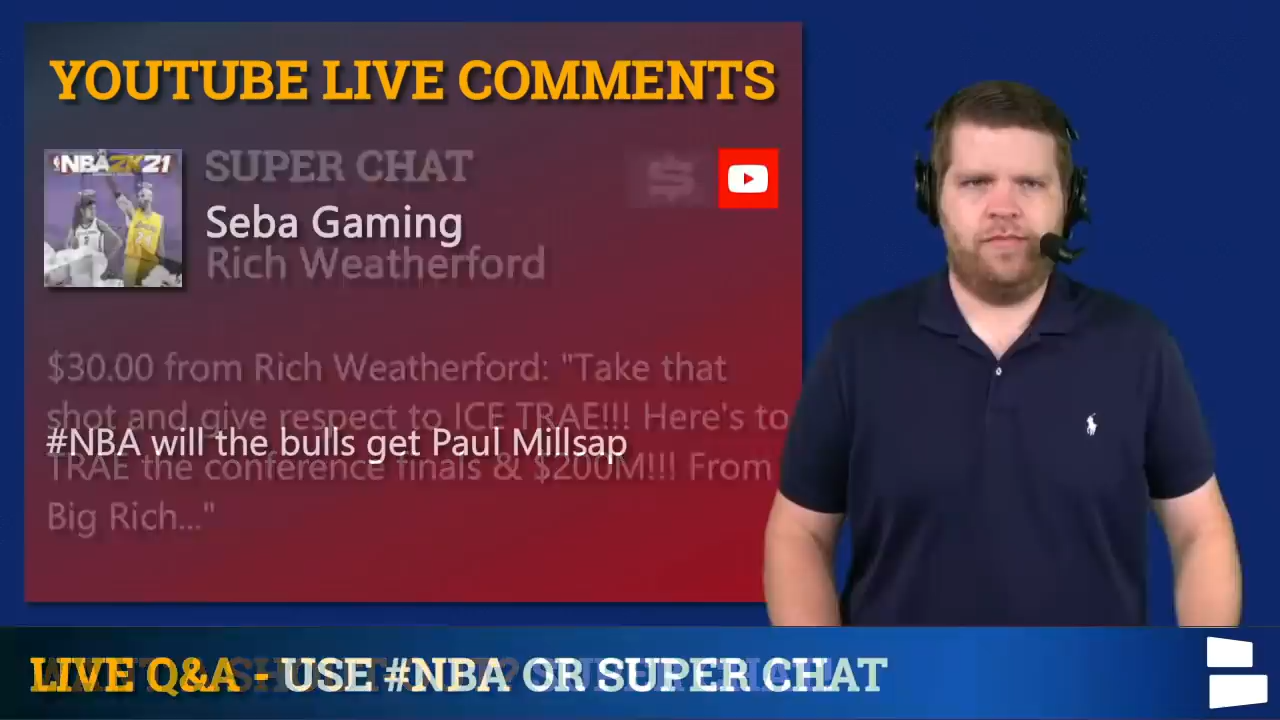 YOUTUBE LIVE COMMENTS
NBA 2K21
SUPER CHAT
Seba Gaming
Rich Weatherford
$30.00 from Rich Weatherford: "Take that
shot and give respect to ICE TRAE!!! Here's to
#NBA will the bulls get Paul Millsap
TRAE the conference finals & $200M!!! From
Big Rich..."
LIVE Q&A - USE #NBA OR SUPER CHAT